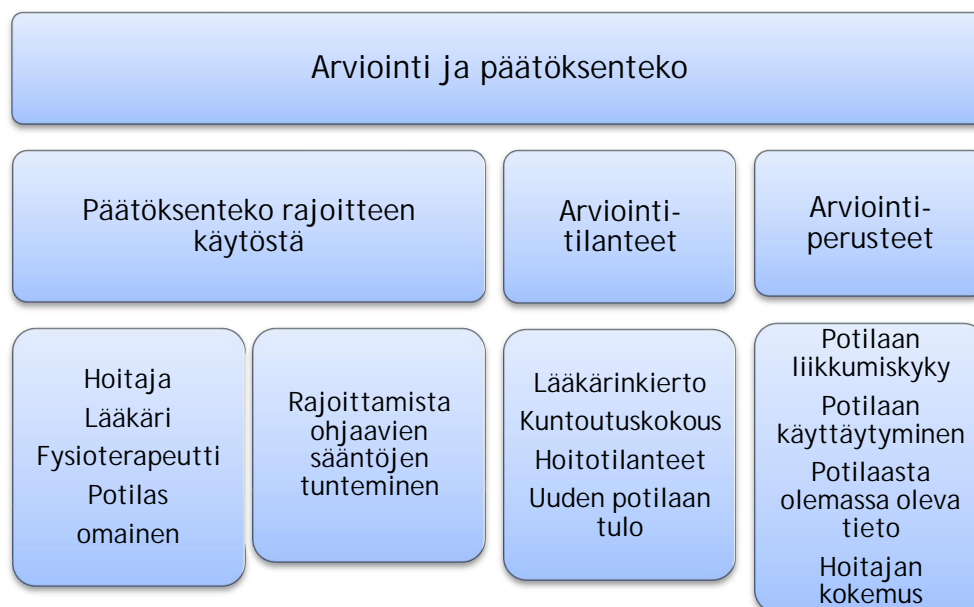 Arviointi ja päätöksenteko
Päätöksenteko rajoitteen
käytöstä
Arviointi-
tilanteet
Arviointi-
perusteet
Hoitaja
Lääkäri
Fysioterapeutti
Potilas
omainen
Rajoittamista
ohjaavien
sääntöjen
tunteminen
Lääkärinkierto
Kuntoutuskokous
Hoitotilanteet
Uuden potilaan
tulo
Potilaan
liikkumiskyky
Potilaan
käyttäytyminen
Potilaasta
olemassa oleva
tieto
Hoitajan
kokemus